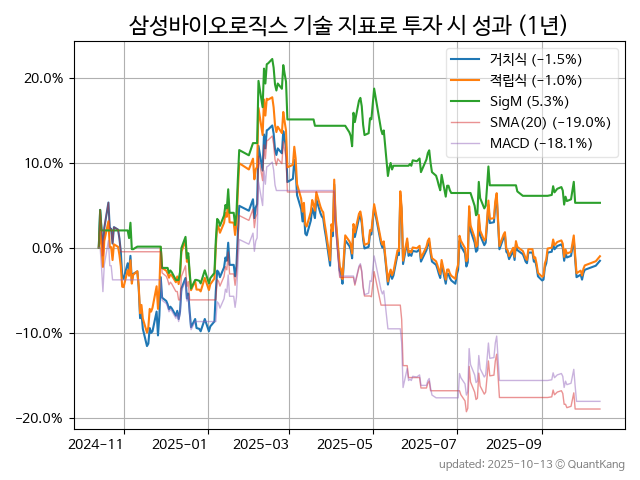 삼성바이오로직스 기술 지표로 투자 시 성과 (1년)
거치식 (−1.5%)
적립식 (−1.0%)
SigM (5.3%)
SMA(20) (−19.0%)
MACD (−18.1%)
20.0%
10.0%
0.0%
−10.0%
−20.0%
2024-11 2025-01 2025-03 2025-05 2025-07 2025-09
updated: 2025-10-13 © QuantKang